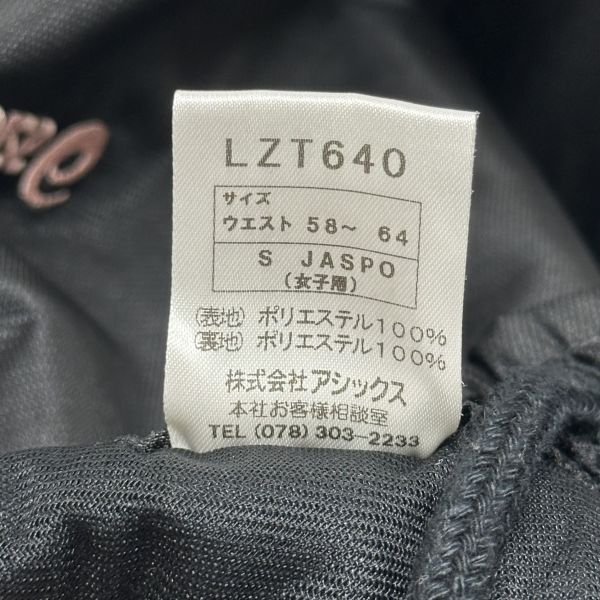 LZT640
サイズ
ウエスト 58〜 64
S JASPO
(女子用)
(表地) ポリエステル100%
(裏地) ポリエステル100%
株式会社アシックス
本社お客様相談室
TEL (078) 303-2233